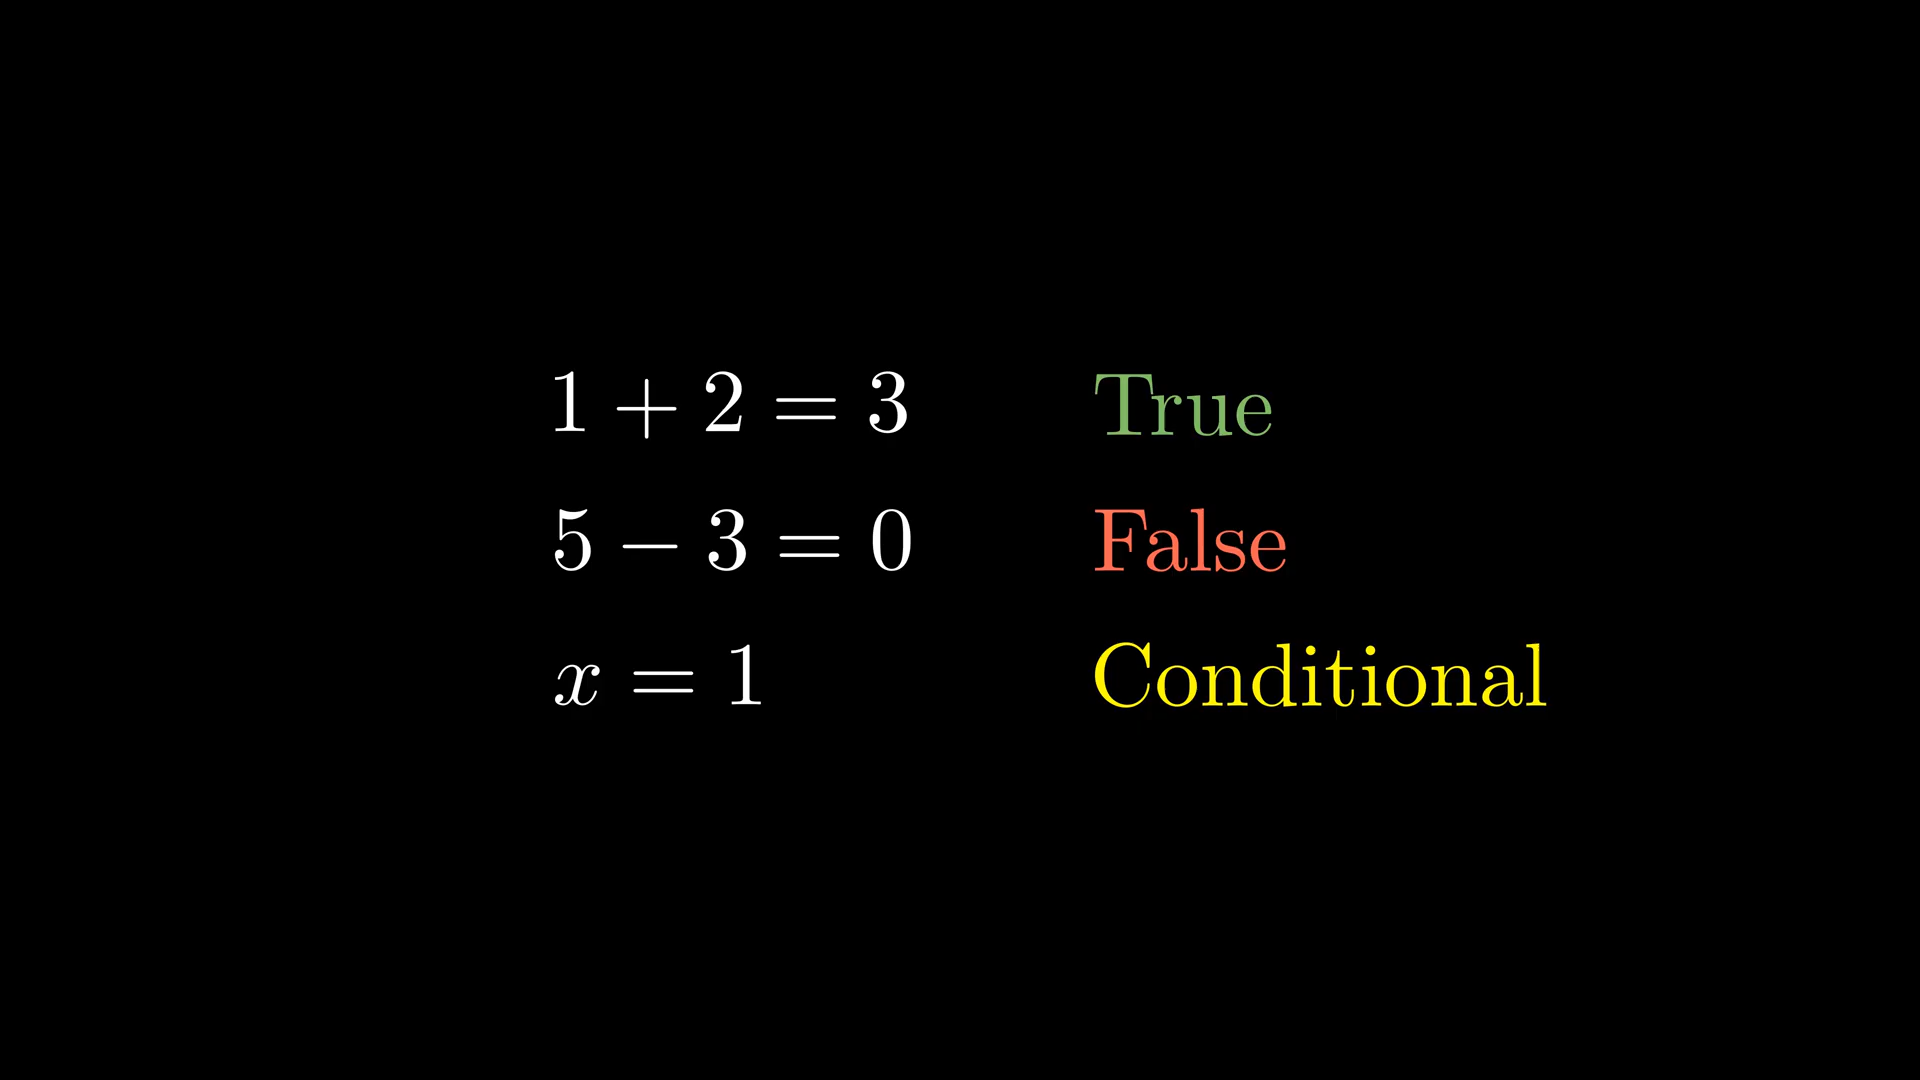 1 + 2 = 3 True
5 − 3 = 0 False
x = 1 Conditional